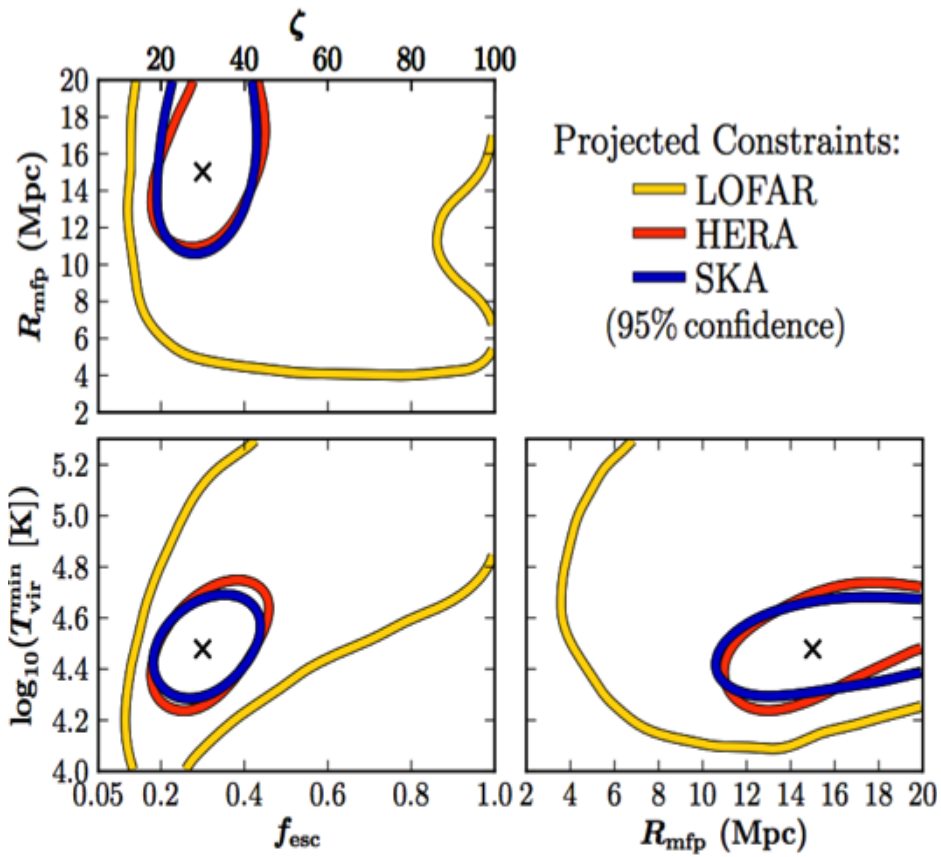 ζ
20 40 60 80 100
20
18
16
14
12
10
8
6
4
2
R_mfp (Mpc)
Projected Constraints:
LOFAR
HERA
SKA
(95% confidence)
5.2
5.0
4.8
4.6
4.4
4.2
4.0
log₁₀(T_vir^min [K])
0.05 0.2 0.4 0.6 0.8 1.0
f_esc
2 4 6 8 10 12 14 16 18 20
R_mfp (Mpc)